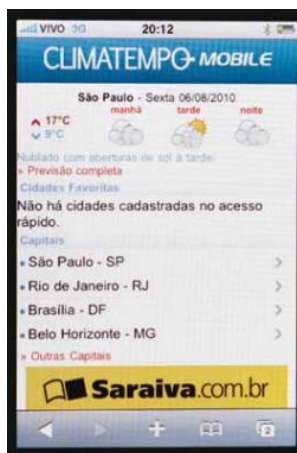 VIVO 3G 20:12
CLIMATEMPO MOBILE
São Paulo - Sexta 06/08/2010
manhã tarde noite
17°C
9°C
Nublado com aberturas de sol à tarde.
» Previsão completa
Cidades Favoritas
Não há cidades cadastradas no acesso
rápido.
Capitais
São Paulo - SP
Rio de Janeiro - RJ
Brasília - DF
Belo Horizonte - MG
» Outras Capitais
Saraiva.com.br
2